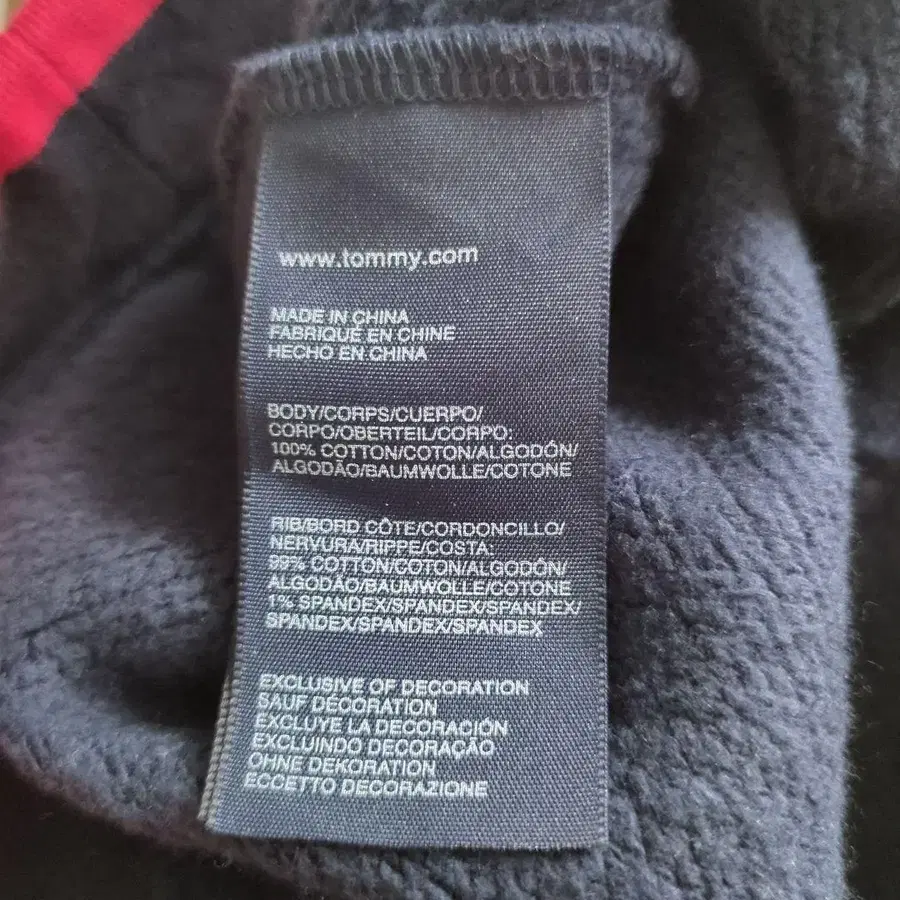 www.tommy.com
MADE IN CHINA
FABRIQUÉ EN CHINE
HECHO EN CHINA
BODY/CORPS/CUERPO/
CORPO/OBERTEIL/CORPO:
100% COTTON/COTON/ALGODÓN/
ALGODÃO/BAUMWOLLE/COTONE
RIB/BORD CÔTE/CORDONCILLO/
NERVURA/RIPPE/COSTA:
99% COTTON/COTON/ALGODÓN/
ALGODÃO/BAUMWOLLE/COTONE
1% SPANDEX/SPANDEX/SPANDEX/
SPANDEX/SPANDEX/SPANDEX
EXCLUSIVE OF DECORATION
SAUF DÉCORATION
EXCLUYE LA DECORACIÓN
EXCLUINDO DECORAÇÃO
OHNE DEKORATION
ECCETTO DECORAZIONE